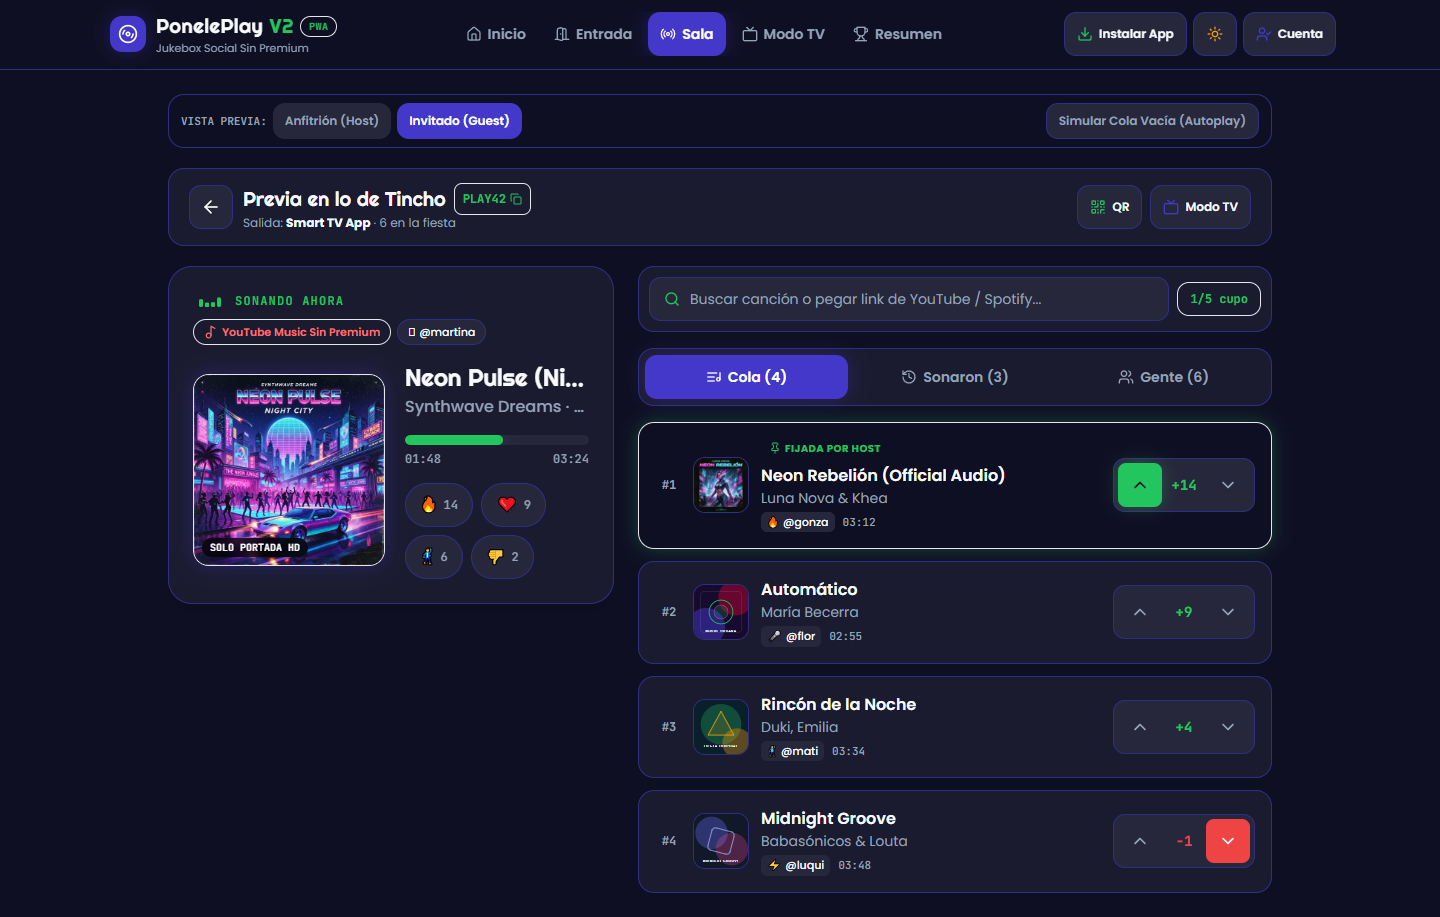 PonelePlay V2 PWA
Jukebox Social Sin Premium
Inicio
Entrada
Sala
Modo TV
Resumen
Instalar App
Cuenta
VISTA PREVIA:
Anfitrión (Host)
Invitado (Guest)
Simular Cola Vacía (Autoplay)
Previa en lo de Tincho
PLAY42
Salida: Smart TV App · 6 en la fiesta
QR
Modo TV
SONANDO AHORA
YouTube Music Sin Premium
@martina
SYNTHWAVE DREAMS
NEON PULSE
NIGHT CITY
SOLO PORTADA HD
Neon Pulse (Ni...
Synthwave Dreams · ...
01:48
03:24
14
9
6
2
Buscar canción o pegar link de YouTube / Spotify...
1/5 cupo
Cola (4)
Sonaron (3)
Gente (6)
#1
NEON REBELIÓN
FIJADA POR HOST
Neon Rebelión (Official Audio)
Luna Nova & Khea
@gonza
03:12
+14
#2
Automático
María Becerra
@flor
02:55
+9
#3
Rincón de la Noche
Duki, Emilia
@mati
03:34
+4
#4
Midnight Groove
Babasónicos & Louta
@luqui
03:48
-1